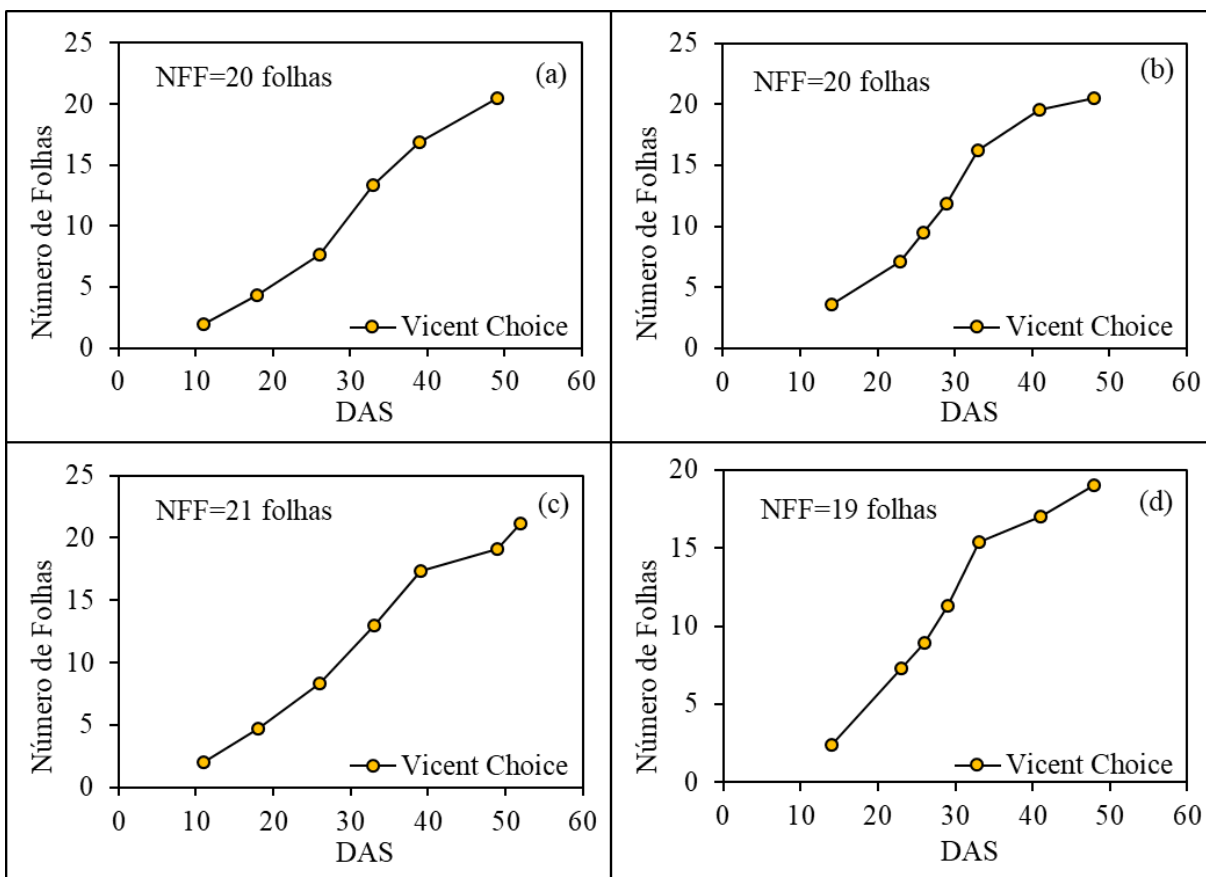 NFF=20 folhas
(a)
Número de Folhas
25
20
15
10
5
0
Vicent Choice
0 10 20 30 40 50 60
DAS
NFF=20 folhas
(b)
Número de Folhas
25
20
15
10
5
0
Vicent Choice
0 10 20 30 40 50 60
DAS
NFF=21 folhas
(c)
Número de Folhas
25
20
15
10
5
0
Vicent Choice
0 10 20 30 40 50 60
DAS
NFF=19 folhas
(d)
Número de Folhas
20
15
10
5
0
Vicent Choice
0 10 20 30 40 50 60
DAS